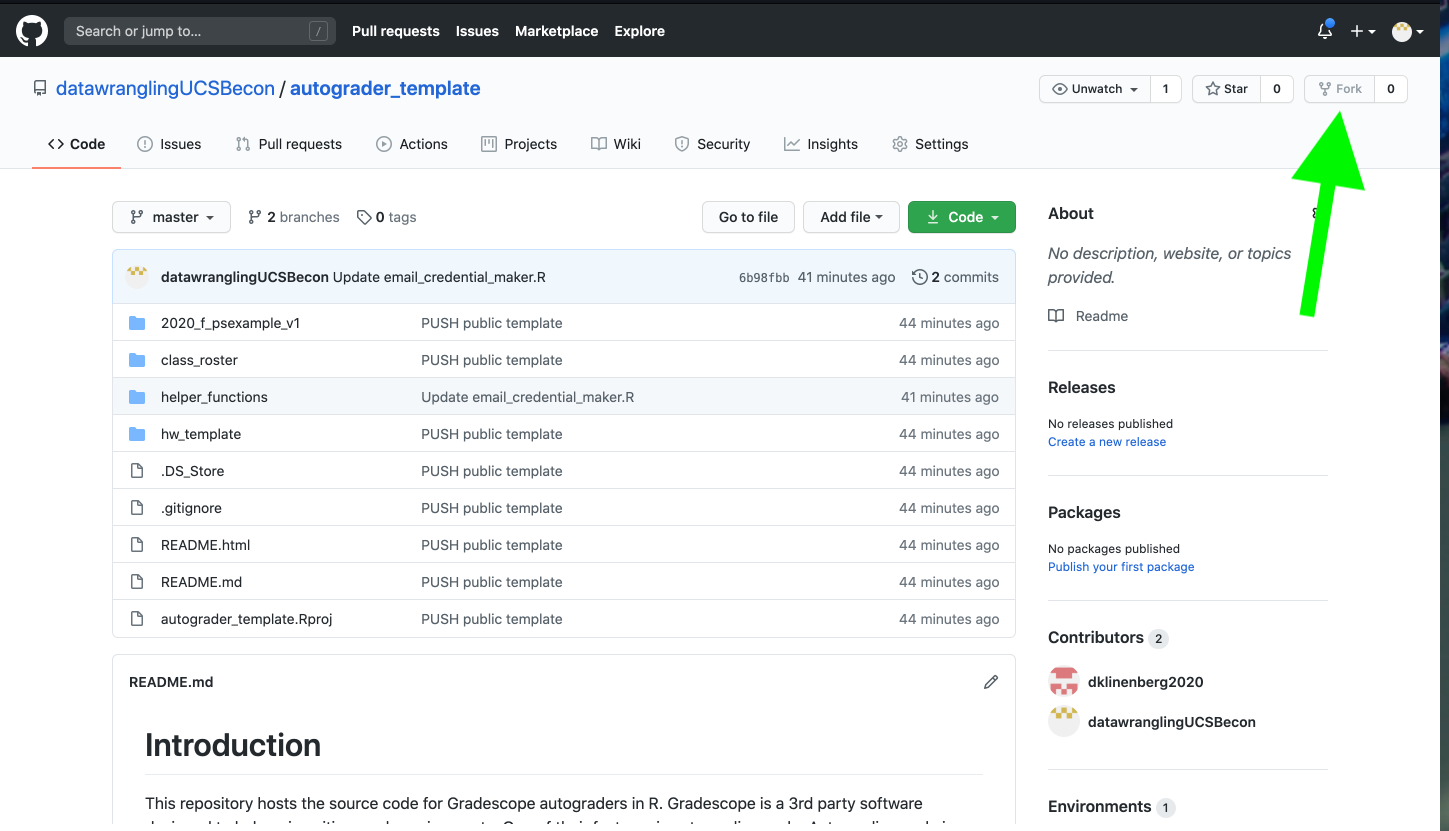 Search or jump to... /
Pull requests Issues Marketplace Explore
datawranglingUCSBecon / autograder_template
Unwatch 1 Star 0 Fork 0
Code Issues Pull requests Actions Projects Wiki Security Insights Settings
master 2 branches 0 tags
Go to file Add file Code
datawranglingUCSBecon Update email_credential_maker.R 6b98fbb 41 minutes ago 2 commits
2020_f_psexample_v1 PUSH public template 44 minutes ago
class_roster PUSH public template 44 minutes ago
helper_functions Update email_credential_maker.R 41 minutes ago
hw_template PUSH public template 44 minutes ago
.DS_Store PUSH public template 44 minutes ago
.gitignore PUSH public template 44 minutes ago
README.html PUSH public template 44 minutes ago
README.md PUSH public template 44 minutes ago
autograder_template.Rproj PUSH public template 44 minutes ago
README.md
Introduction
This repository hosts the source code for Gradescope autograders in R. Gradescope is a 3rd party software
About
No description, website, or topics
provided.
Readme
Releases
No releases published
Create a new release
Packages
No packages published
Publish your first package
Contributors 2
dklinenberg2020
datawranglingUCSBecon
Environments 1